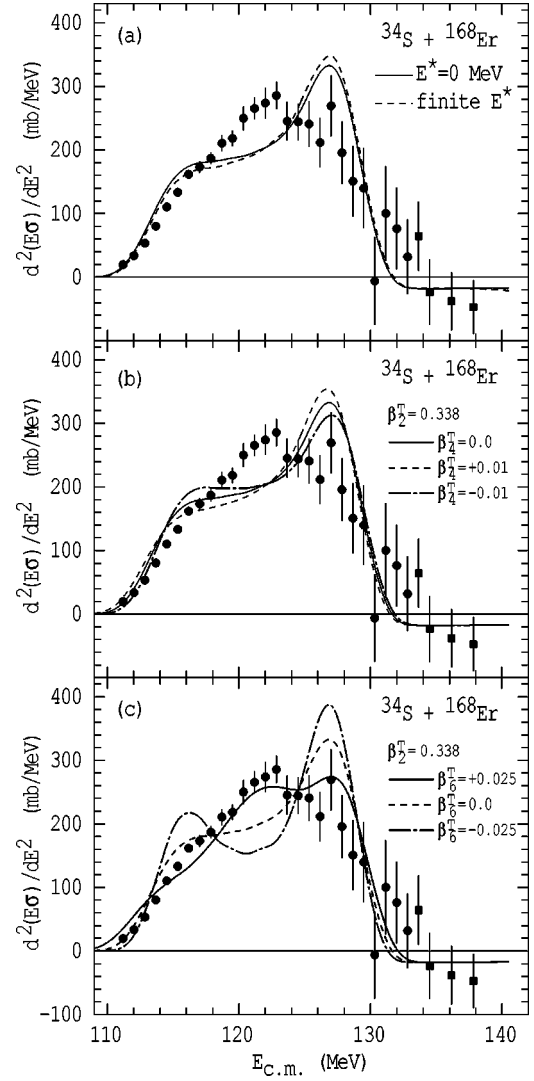 (a)
³⁴S + ¹⁶⁸Er
E*=0 MeV
finite E*
d²(Eσ)/dE² (mb/MeV)
400
300
200
100
0
(b)
³⁴S + ¹⁶⁸Er
β₂ᵀ=0.338
β₄ᵀ=0.0
β₄ᵀ=+0.01
β₄ᵀ=-0.01
d²(Eσ)/dE² (mb/MeV)
400
300
200
100
0
(c)
³⁴S + ¹⁶⁸Er
β₂ᵀ=0.338
β₆ᵀ=+0.025
β₆ᵀ=0.0
β₆ᵀ=-0.025
d²(Eσ)/dE² (mb/MeV)
400
300
200
100
0
-100
110 120 130 140
E_C.m. (MeV)